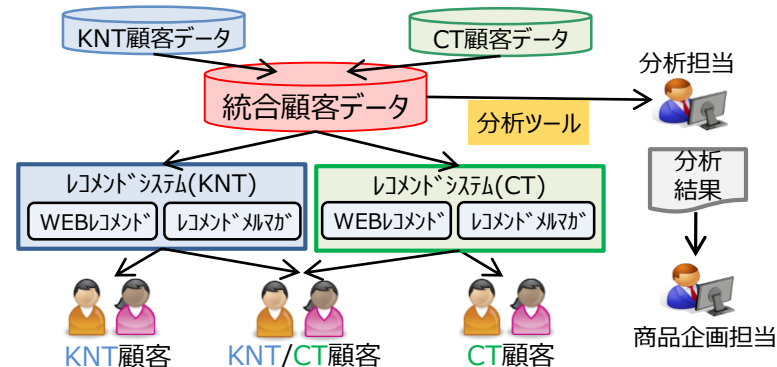 KNT顧客データ
CT顧客データ
統合顧客データ
分析ツール
分析担当
ﾚｺﾒﾝﾄﾞｼｽﾃﾑ(KNT)
WEBﾚｺﾒﾝﾄﾞ
ﾚｺﾒﾝﾄﾞﾒﾙﾏｶﾞ
ﾚｺﾒﾝﾄﾞｼｽﾃﾑ(CT)
WEBﾚｺﾒﾝﾄﾞ
ﾚｺﾒﾝﾄﾞﾒﾙﾏｶﾞ
分析
結果
KNT顧客
KNT/CT顧客
CT顧客
商品企画担当